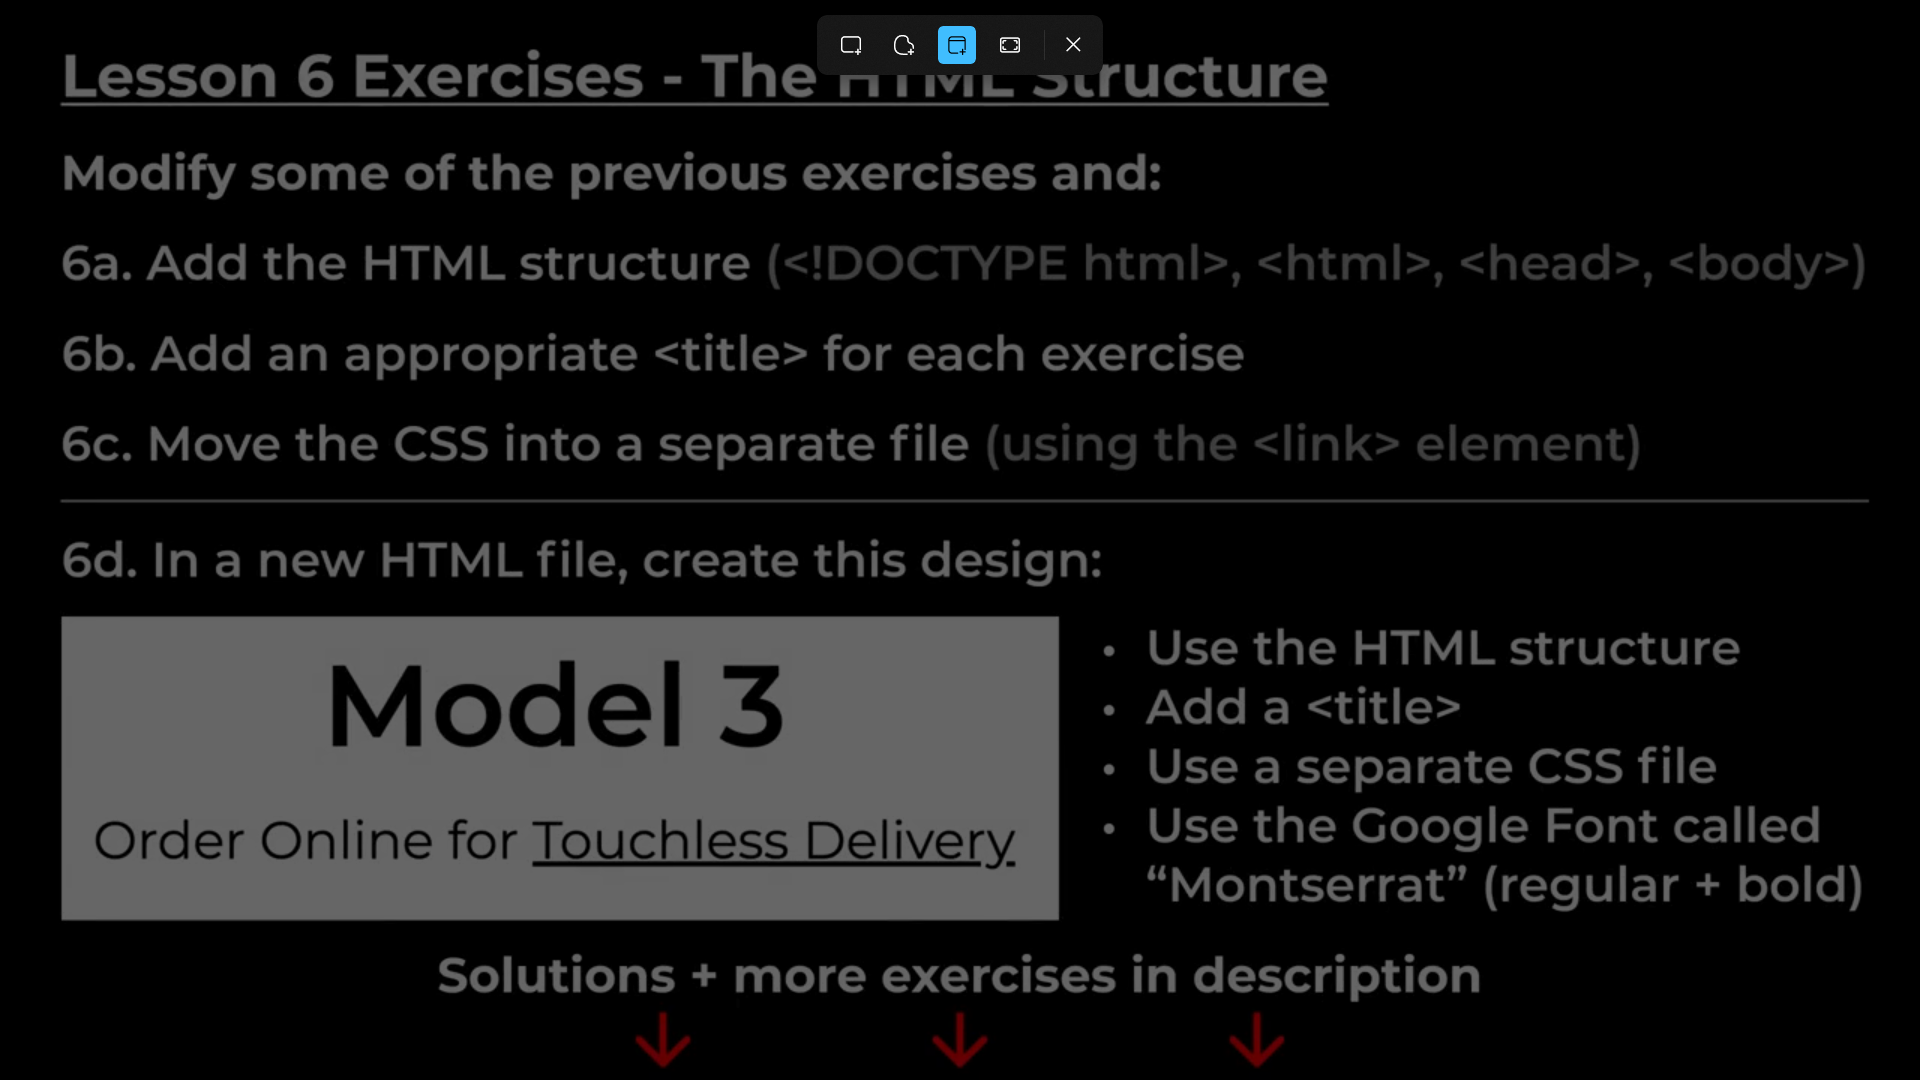 Lesson 6 Exercises - The HTML Structure
Modify some of the previous exercises and:
6a. Add the HTML structure (<!DOCTYPE html>, <html>, <head>, <body>)
6b. Add an appropriate <title> for each exercise
6c. Move the CSS into a separate file (using the <link> element)
6d. In a new HTML file, create this design:
Model 3
Order Online for Touchless Delivery
• Use the HTML structure
• Add a <title>
• Use a separate CSS file
• Use the Google Font called
“Montserrat” (regular + bold)
Solutions + more exercises in description